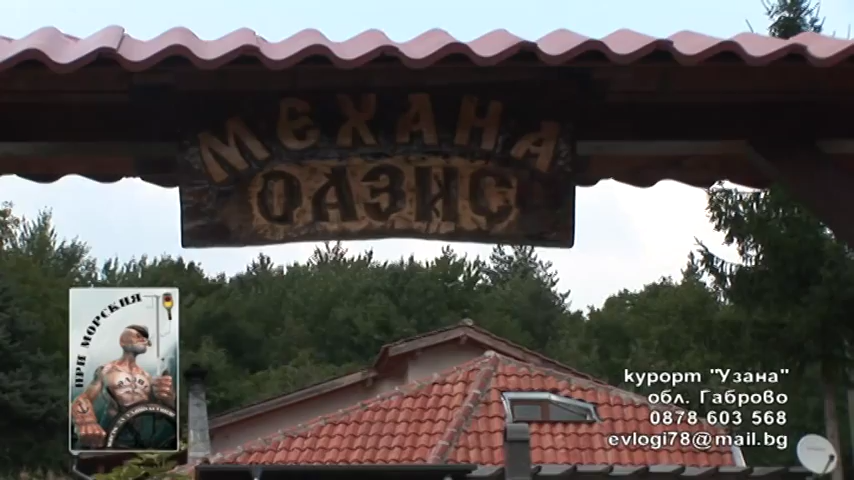 МЕХАНА
ОАЗИС
ПРИ МОРСКИЯ
курорт "Узана"
обл. Габрово
0878 603 568
evlogi78@mail.bg